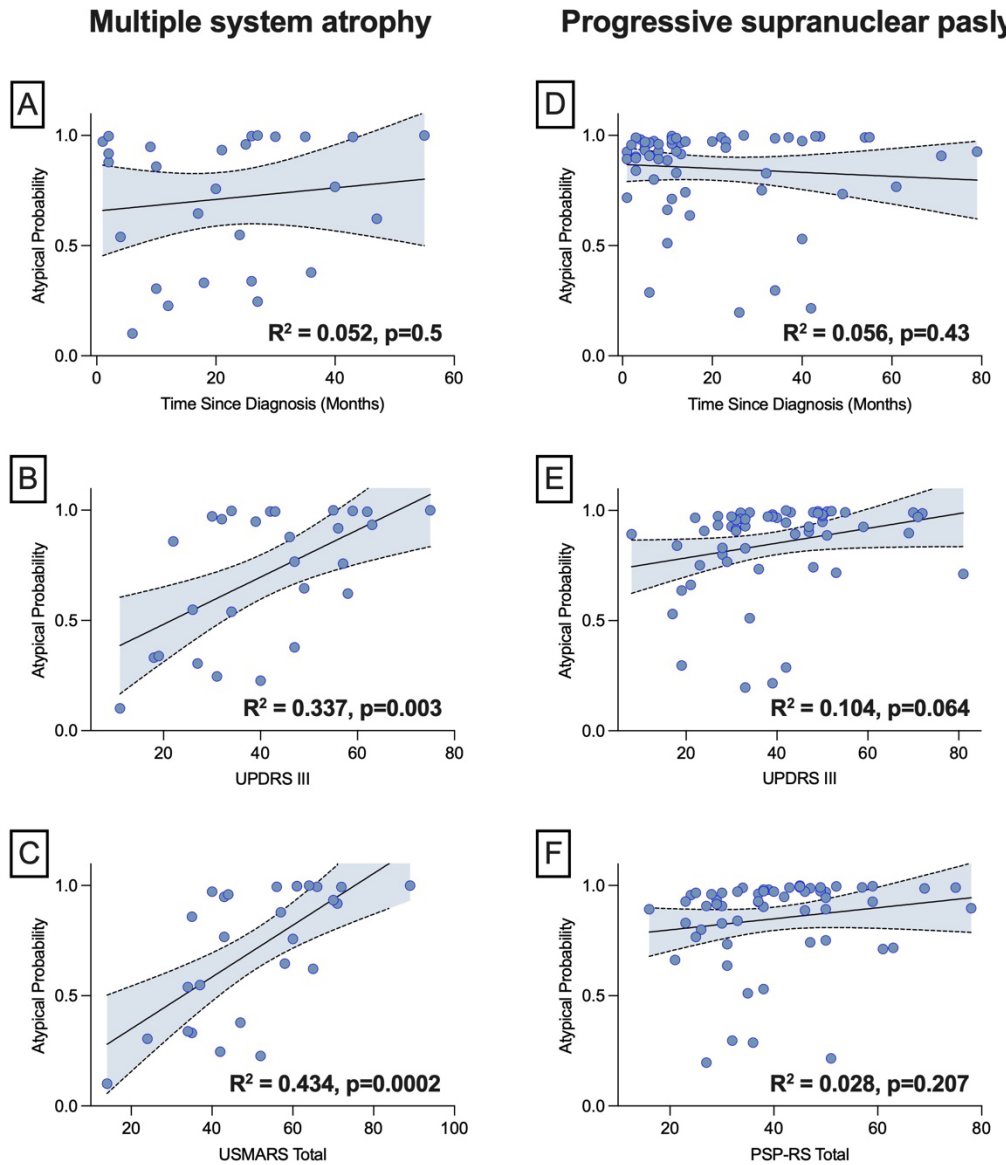 Multiple system atrophy
Progressive supranuclear pasly
A
1.0
0.5
0.0
Atypical Probability
R² = 0.052, p=0.5
0 20 40 60
Time Since Diagnosis (Months)
D
1.0
0.5
0.0
Atypical Probability
R² = 0.056, p=0.43
0 20 40 60 80
Time Since Diagnosis (Months)
B
1.0
0.5
0.0
Atypical Probability
R² = 0.337, p=0.003
20 40 60 80
UPDRS III
E
1.0
0.5
0.0
Atypical Probability
R² = 0.104, p=0.064
20 40 60 80
UPDRS III
C
1.0
0.5
0.0
Atypical Probability
R² = 0.434, p=0.0002
20 40 60 80 100
USMARS Total
F
1.0
0.5
0.0
Atypical Probability
R² = 0.028, p=0.207
20 40 60 80
PSP-RS Total